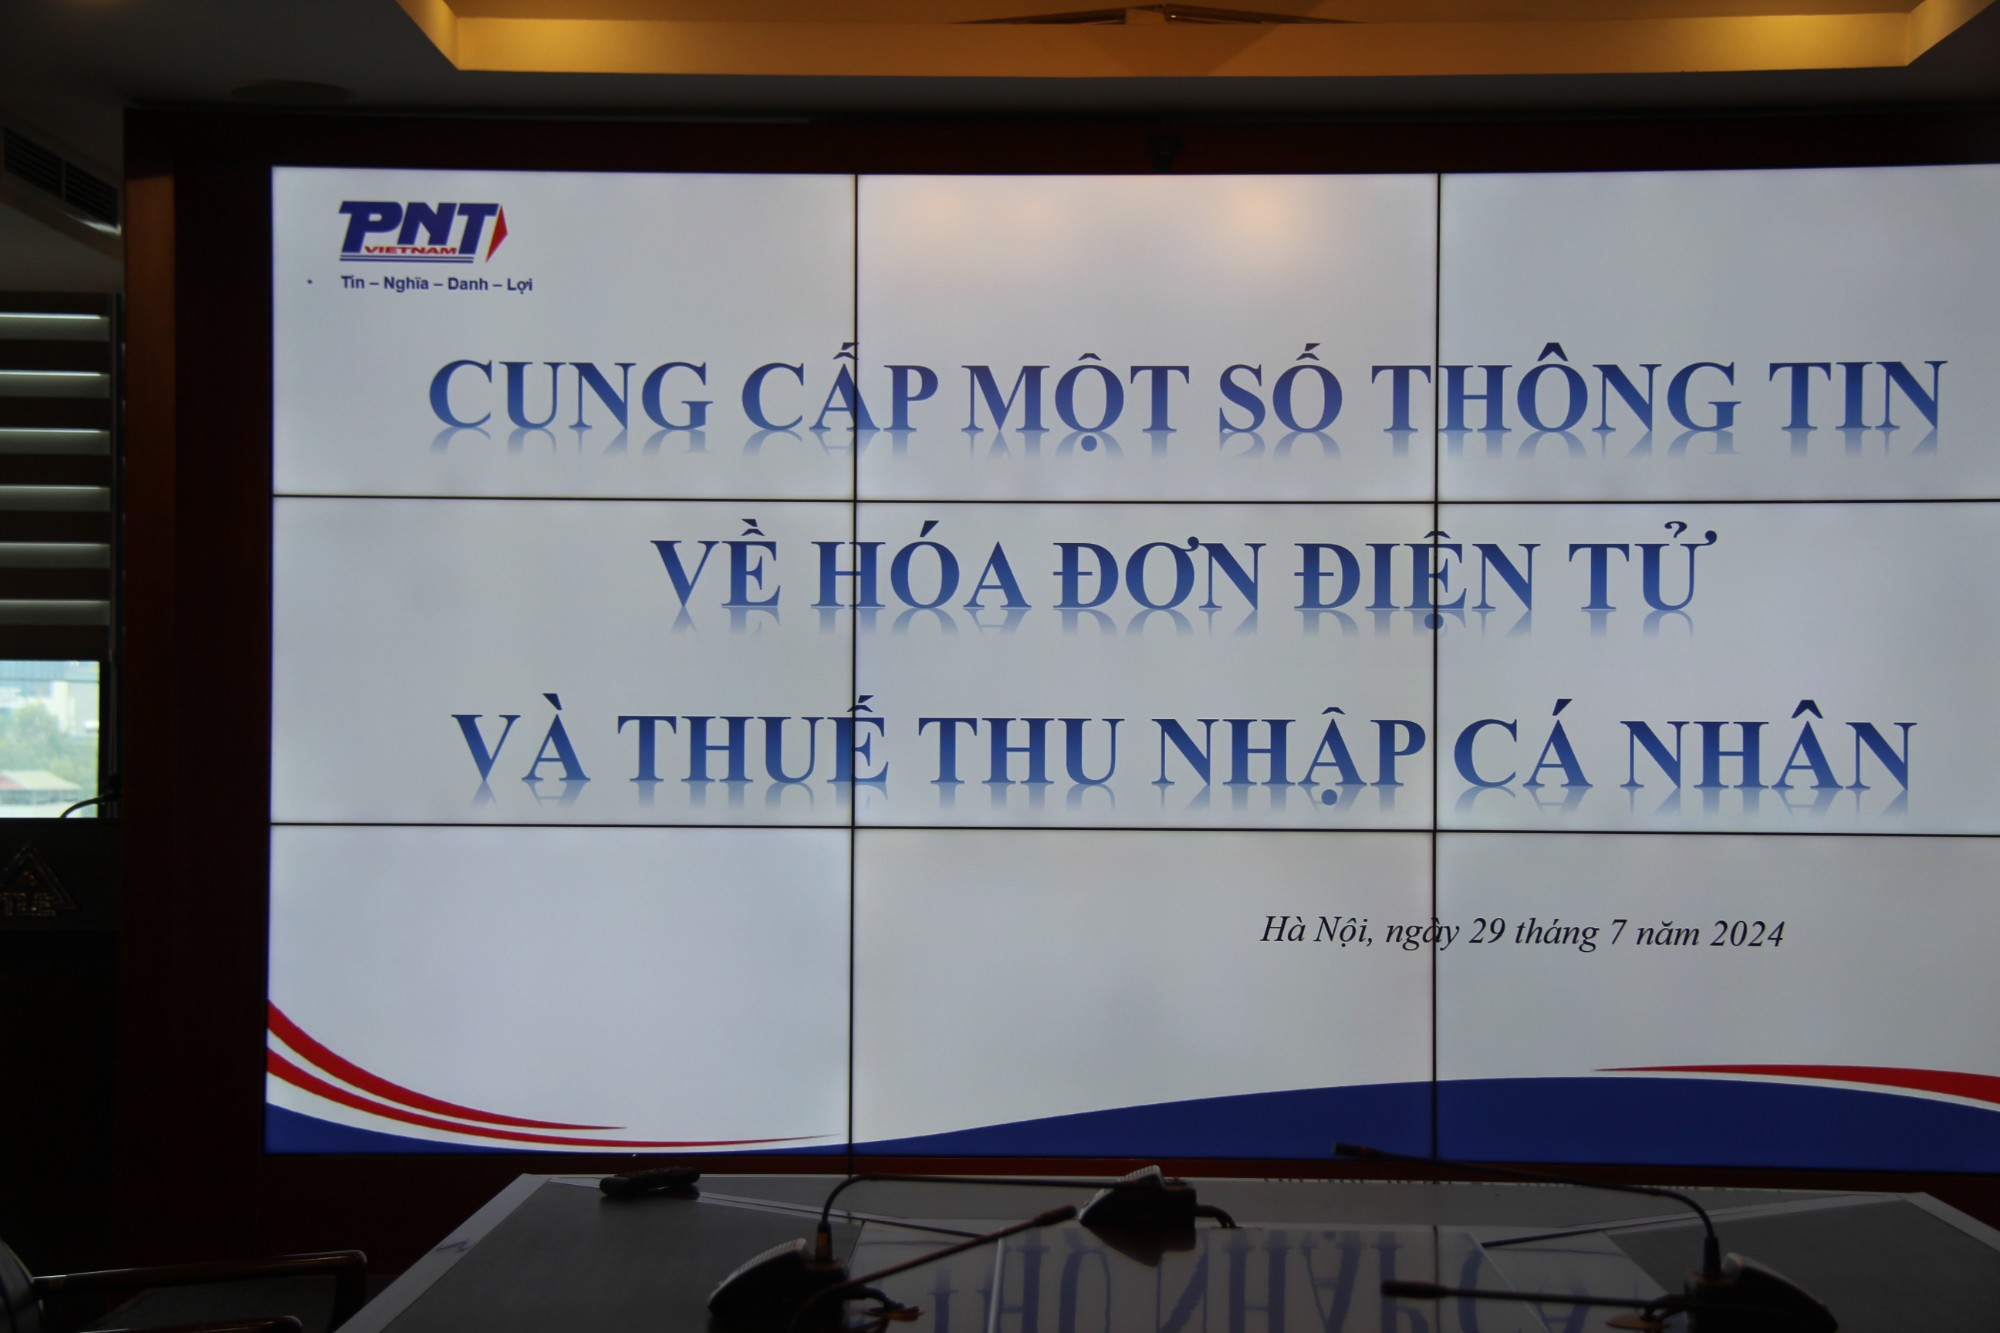 PNT
VIETNAM
Tín – Nghĩa – Danh – Lợi
CUNG CẤP MỘT SỐ THÔNG TIN
VỀ HÓA ĐƠN ĐIỆN TỬ
VÀ THUẾ THU NHẬP CÁ NHÂN
Hà Nội, ngày 29 tháng 7 năm 2024